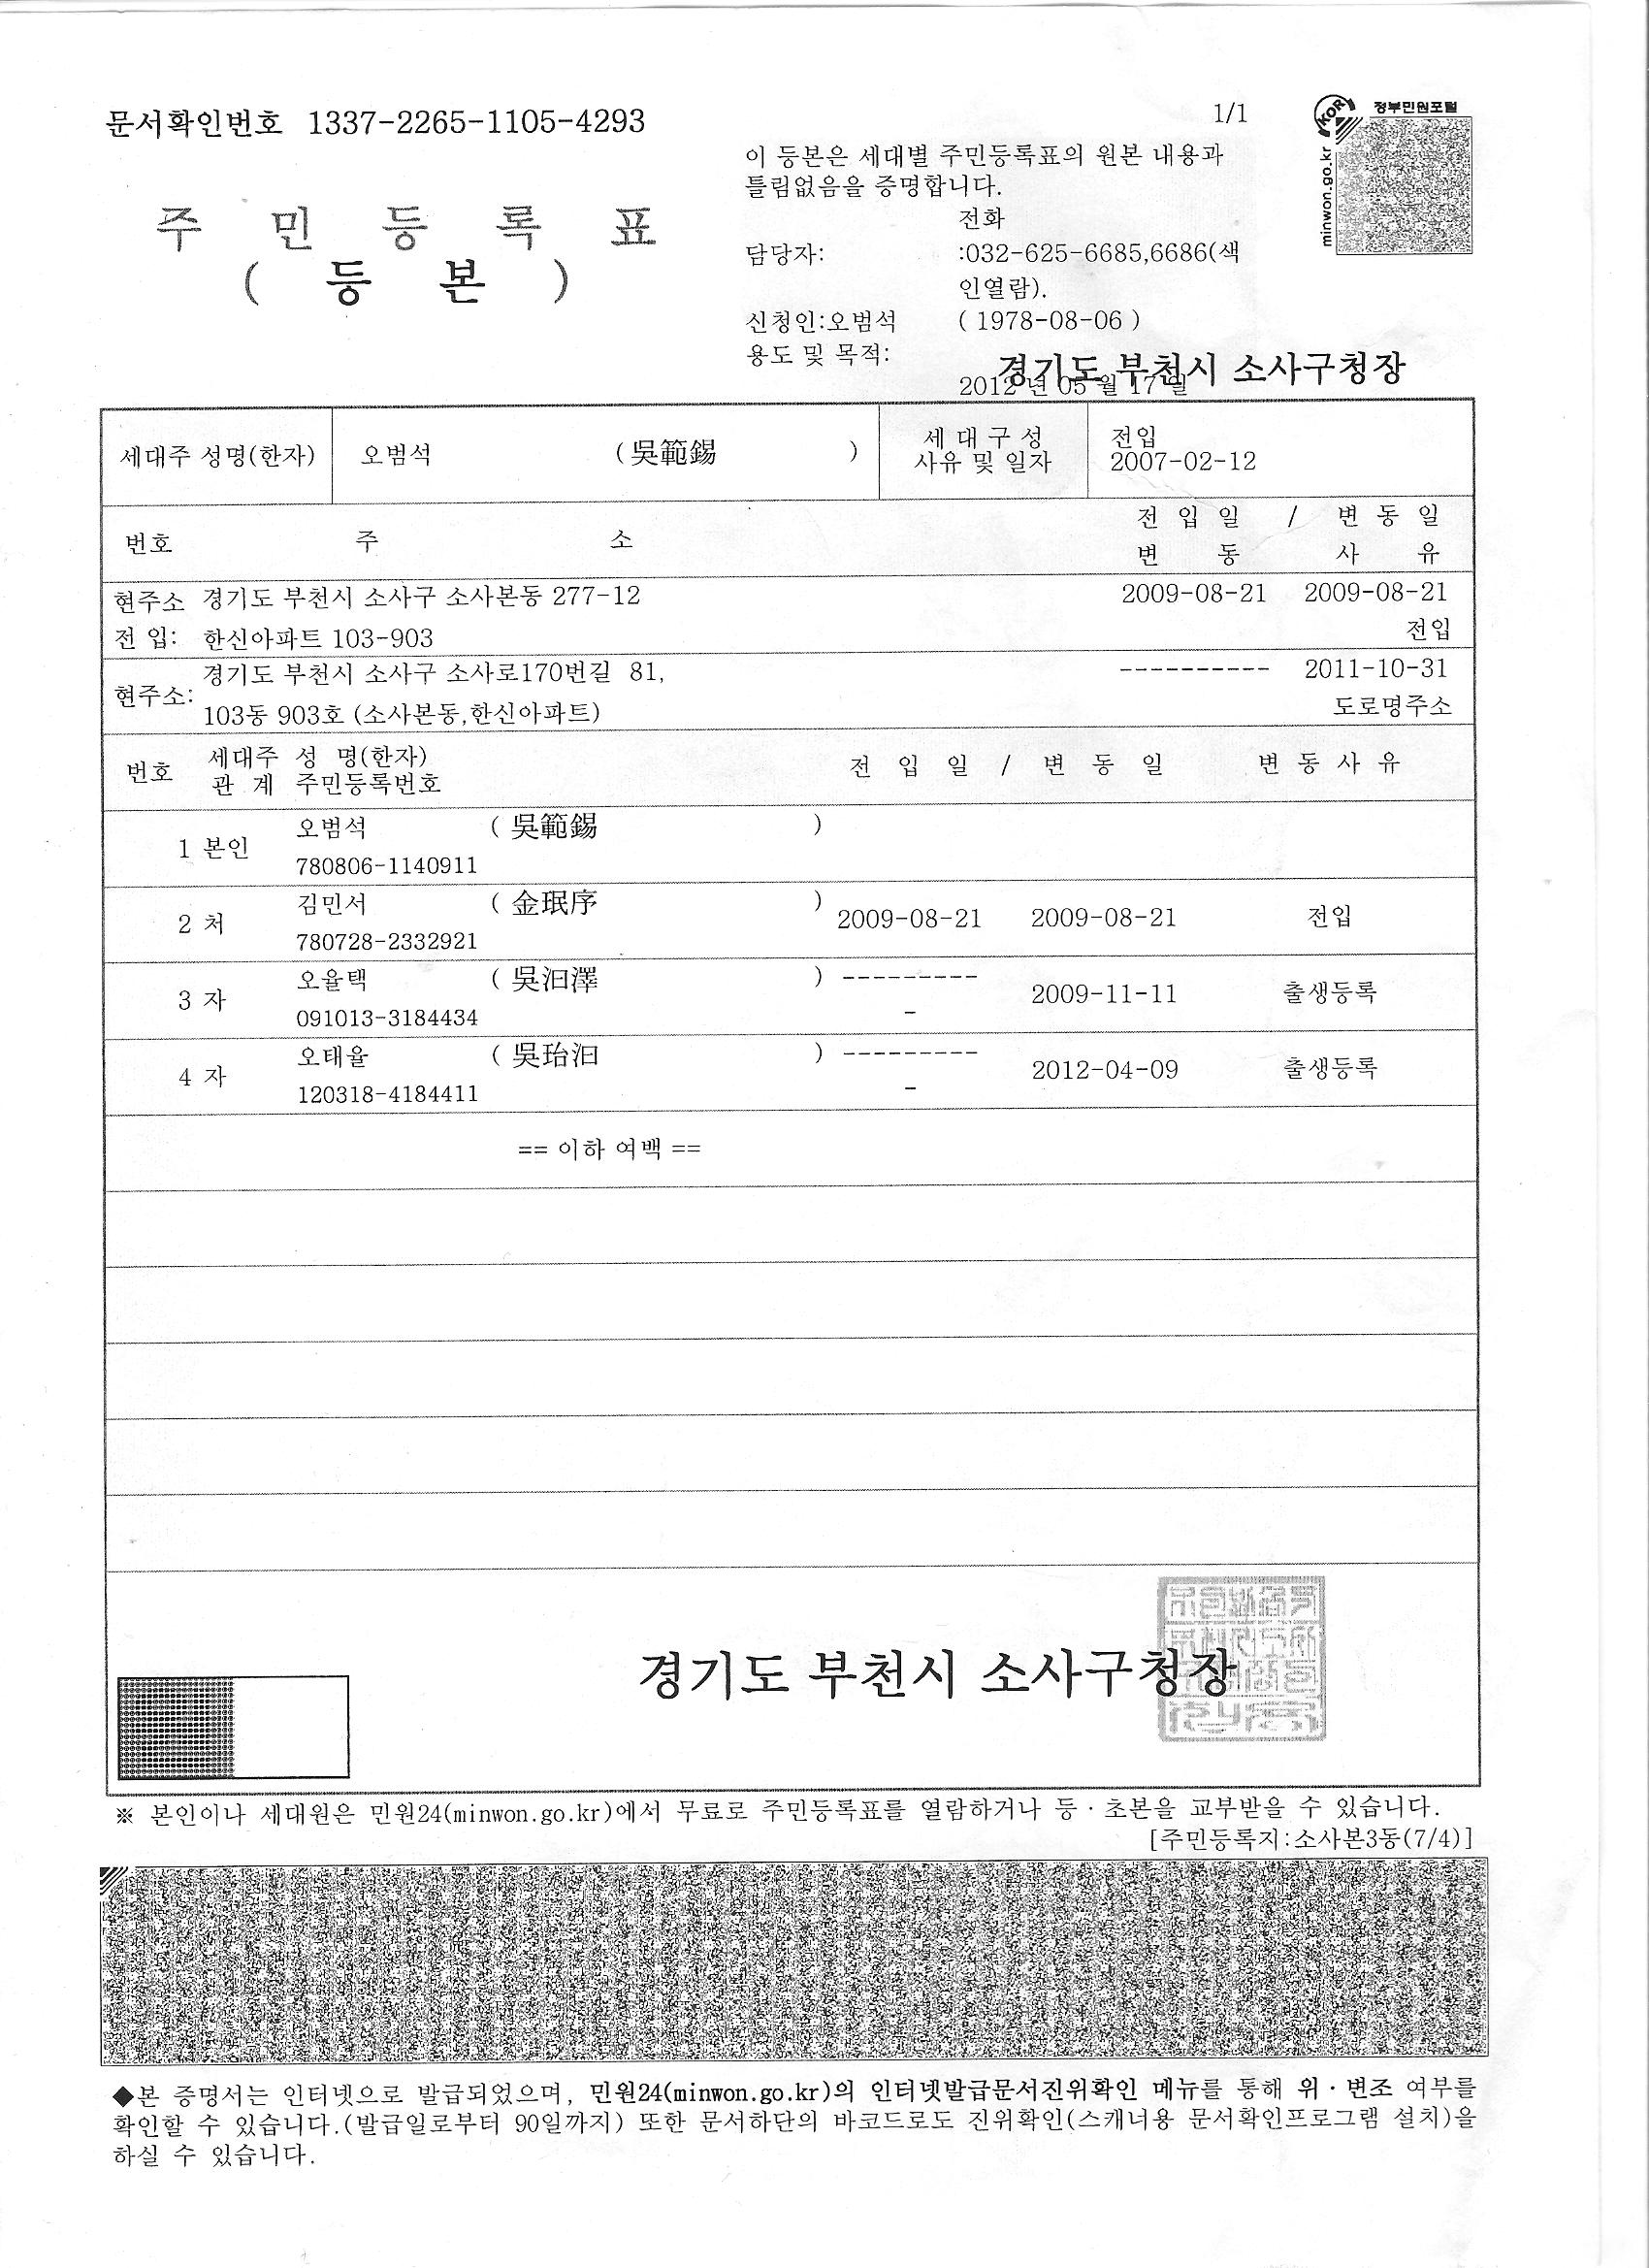 문서확인번호 1337-2265-1105-4293
1/1
정부민원포털
KOR
minwon.go.kr
주 민 등 록 표
( 등 본 )
이 등본은 세대별 주민등록표의 원본 내용과
틀림없음을 증명합니다.
전화
담당자: :032-625-6685,6686(색
인열람).
신청인:오범석 ( 1978-08-06 )
용도 및 목적:
경기도 부천시 소사구청장
2012 년 05 월 17 일
세대주 성명(한자) 오범석 (吳範錫 ) 세 대 구 성 전입
사유 및 일자 2007-02-12
번호 주 소 전 입 일 / 변 동 일
변 동 사 유
현주소 경기도 부천시 소사구 소사본동 277-12 2009-08-21 2009-08-21
전 입: 한신아파트 103-903 전입
경기도 부천시 소사구 소사로170번길 81, ---------- 2011-10-31
현주소:
103동 903호 (소사본동,한신아파트) 도로명주소
번호 세대주 성 명(한자) 전 입 일 / 변 동 일 변 동 사 유
관 계 주민등록번호
1 본인 오범석 ( 吳範錫 )
780806-1140911
2 처 김민서 ( 金珉序 ) 2009-08-21 2009-08-21 전입
780728-2332921
3 자 오율택 ( 吳汩澤 ) --------- 2009-11-11 출생등록
091013-3184434 -
4 자 오태율 ( 吳珆汩 ) --------- 2012-04-09 출생등록
120318-4184411 -
== 이하 여백 ==
경기도 부천시 소사구청장
※ 본인이나 세대원은 민원24(minwon.go.kr)에서 무료로 주민등록표를 열람하거나 등·초본을 교부받을 수 있습니다.
[주민등록지:소사본3동(7/4)]
◆본 증명서는 인터넷으로 발급되었으며, 민원24(minwon.go.kr)의 인터넷발급문서진위확인 메뉴를 통해 위·변조 여부를
확인할 수 있습니다.(발급일로부터 90일까지) 또한 문서하단의 바코드로도 진위확인(스캐너용 문서확인프로그램 설치)을
하실 수 있습니다.